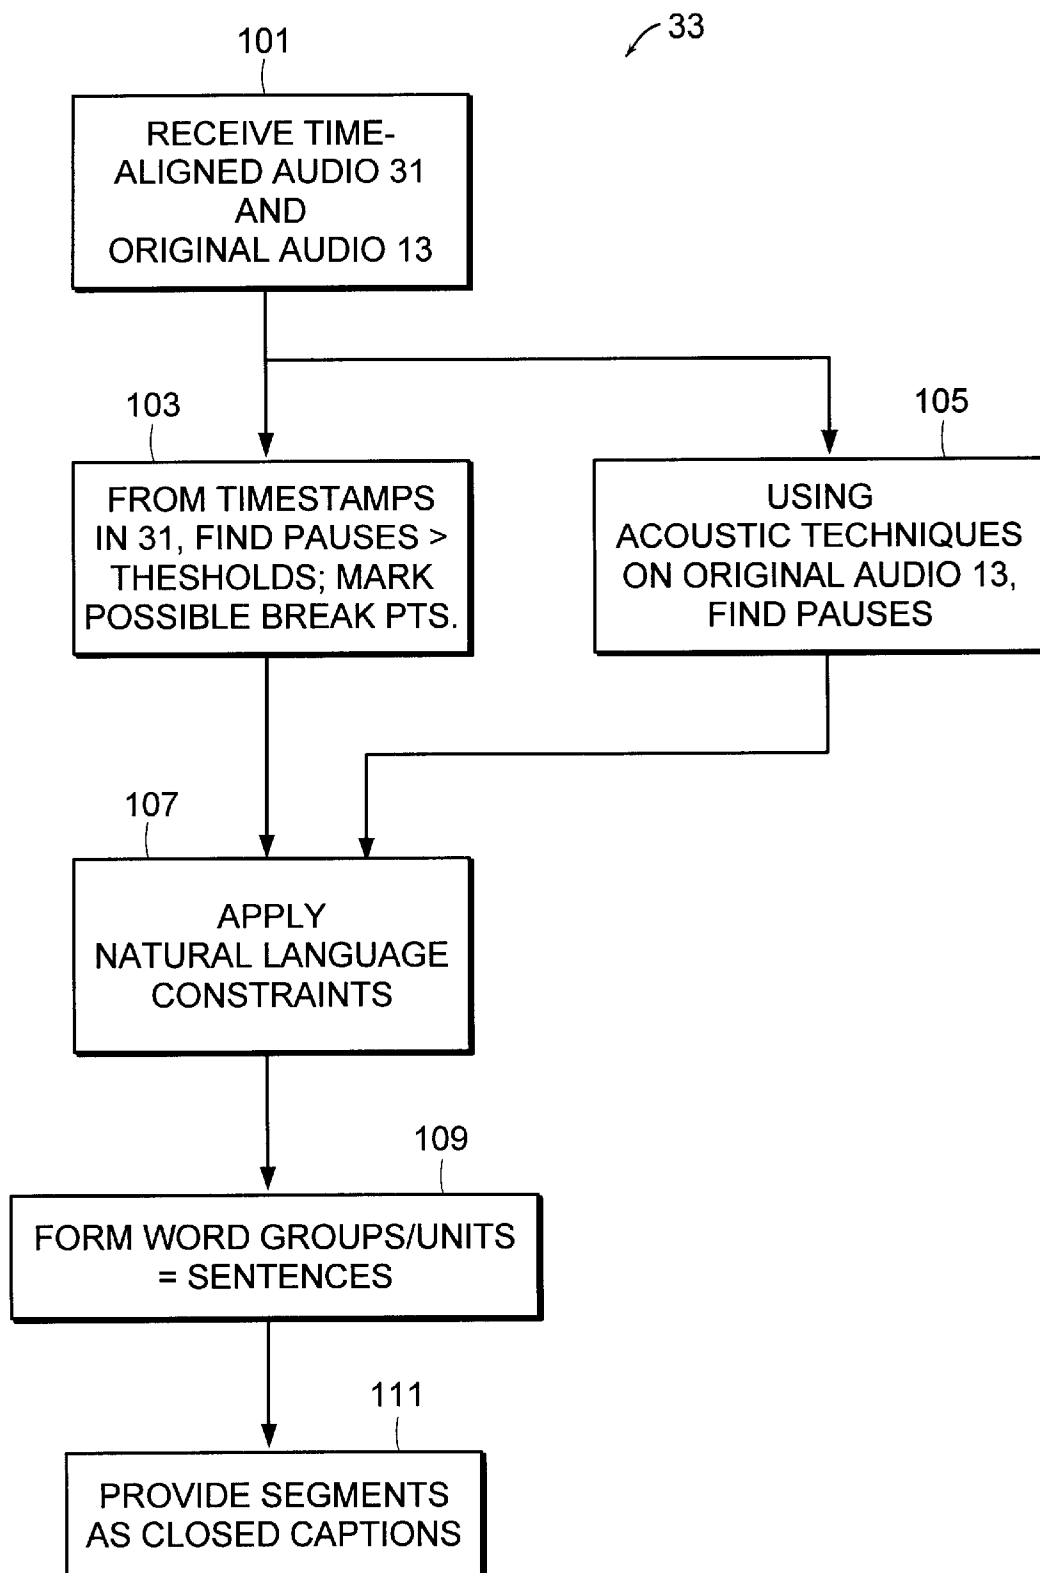 33
101
RECEIVE TIME-
ALIGNED AUDIO 31
AND
ORIGINAL AUDIO 13
103
FROM TIMESTAMPS
IN 31, FIND PAUSES >
THESHOLDS; MARK
POSSIBLE BREAK PTS.
105
USING
ACOUSTIC TECHNIQUES
ON ORIGINAL AUDIO 13,
FIND PAUSES
107
APPLY
NATURAL LANGUAGE
CONSTRAINTS
109
FORM WORD GROUPS/UNITS
= SENTENCES
111
PROVIDE SEGMENTS
AS CLOSED CAPTIONS